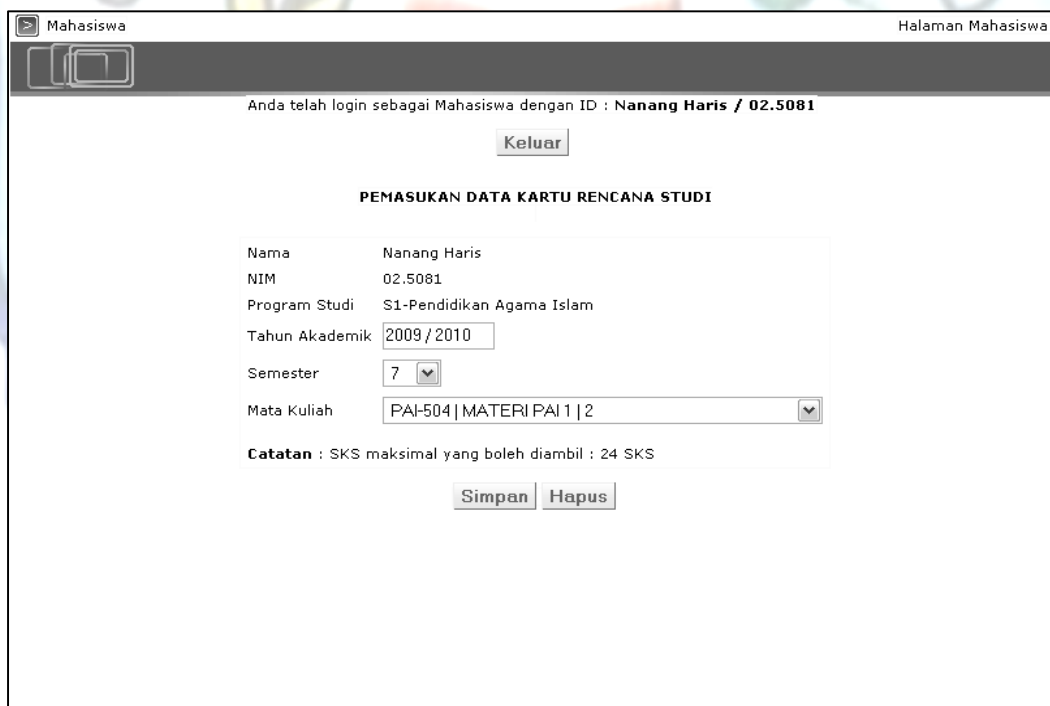 Mahasiswa Halaman Mahasiswa
Anda telah login sebagai Mahasiswa dengan ID : Nanang Haris / 02.5081
Keluar
PEMASUKAN DATA KARTU RENCANA STUDI
Nama Nanang Haris
NIM 02.5081
Program Studi S1-Pendidikan Agama Islam
Tahun Akademik 2009 / 2010
Semester 7
Mata Kuliah PAI-504 | MATERI PAI 1 | 2
Catatan : SKS maksimal yang boleh diambil : 24 SKS
Simpan Hapus